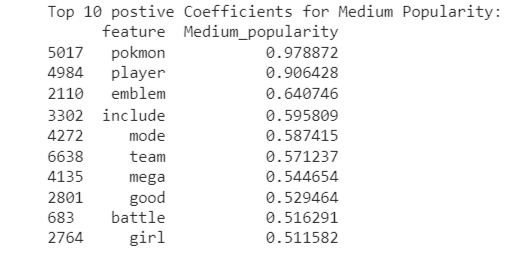 Top 10 postive Coefficients for Medium Popularity:
feature Medium_popularity
5017 pokmon 0.978872
4984 player 0.906428
2110 emblem 0.640746
3302 include 0.595809
4272 mode 0.587415
6638 team 0.571237
4135 mega 0.544654
2801 good 0.529464
683 battle 0.516291
2764 girl 0.511582